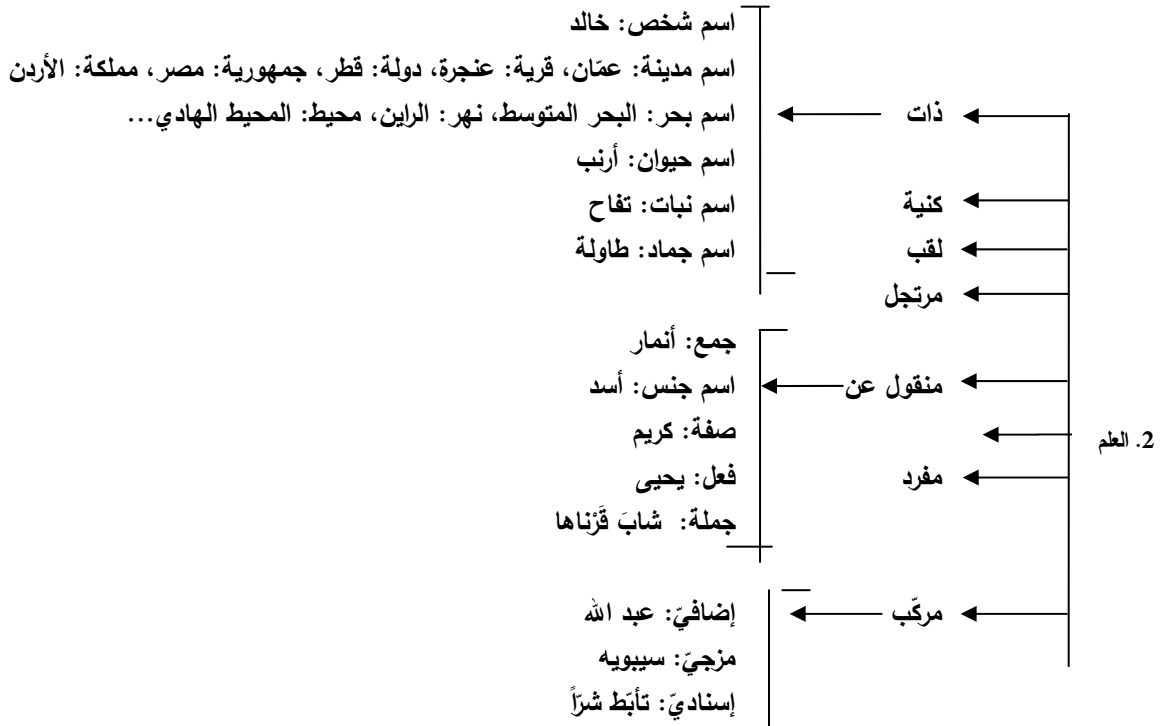 اسم شخص: خالد
اسم مدينة: عمّان، قرية: عنجرة، دولة: قطر، جمهورية: مصر، مملكة: الأردن
ذات
اسم بحر: البحر المتوسط، نهر: الراين، محيط: المحيط الهادي...
اسم حيوان: أرنب
كنية
اسم نبات: تفاح
لقب
اسم جماد: طاولة
مرتجل
جمع: أنمار
منقول عن
اسم جنس: أسد
2. العلم
صفة: كريم
مفرد
فعل: يحيى
جملة: شابَ قَرْناها
مركّب
إضافيّ: عبد الله
مزجيّ: سيبويه
إسناديّ: تأبّط شرّاً